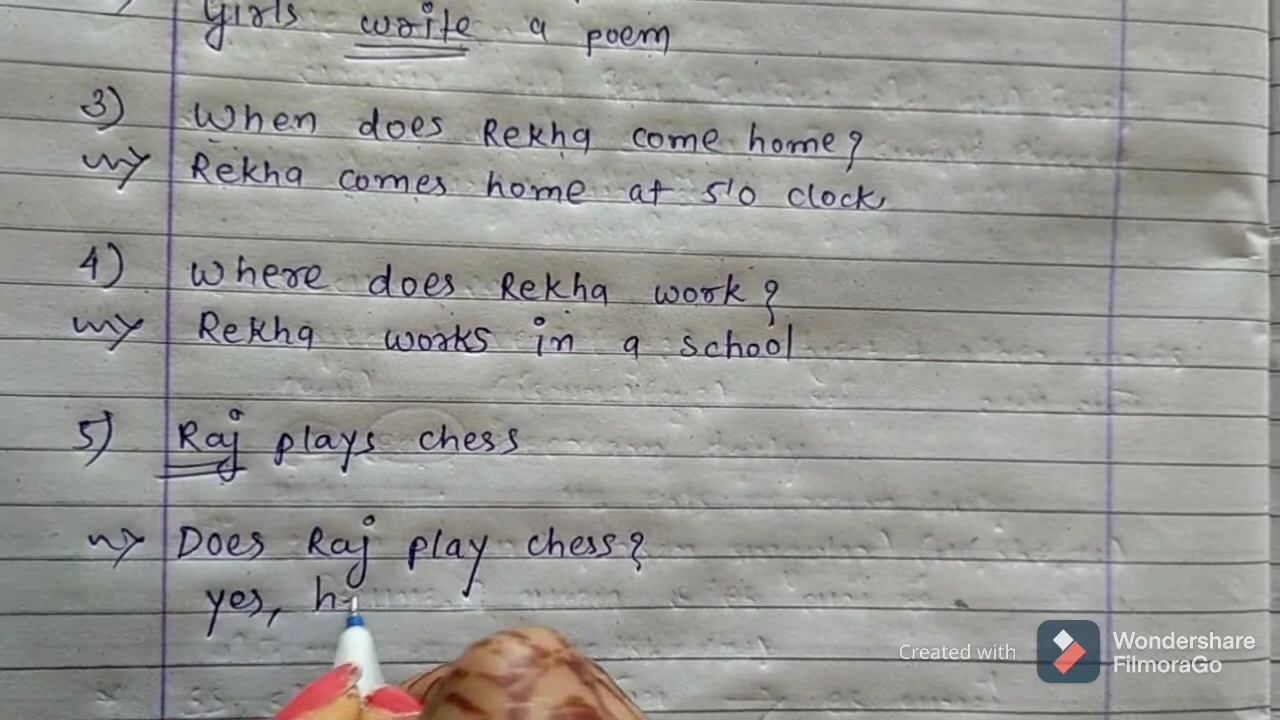 Girls write a poem
3) When does Rekha come home?
Rekha comes home at 5'o clock
4) Where does Rekha work?
Rekha works in a school
5) Raj plays chess
Does Raj play chess?
yes, h
Created with Wondershare FilmoraGo